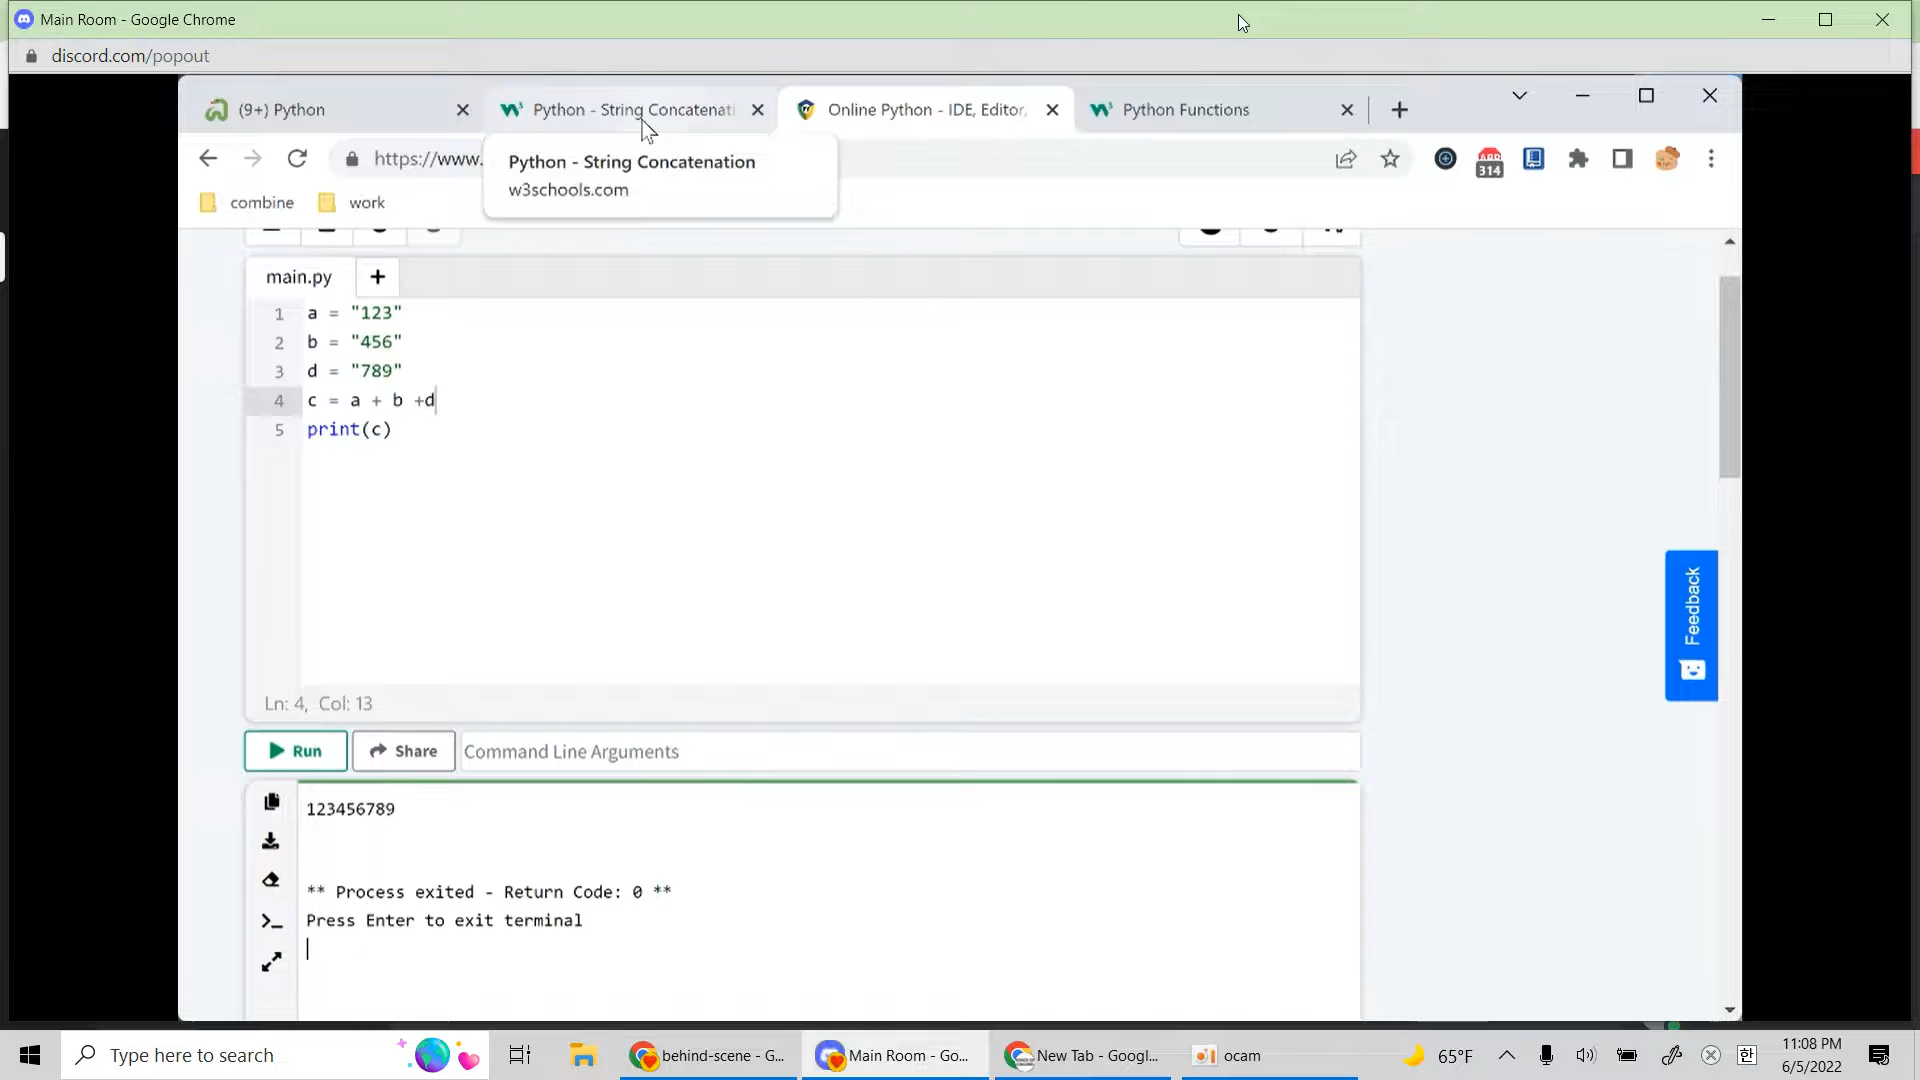 Main Room - Google Chrome
discord.com/popout
(9+) Python
Python - String Concatenati
Online Python - IDE, Editor,
Python Functions
https://www.
Python - String Concatenation
w3schools.com
314
combine
work
main.py
1 a = "123"
2 b = "456"
3 d = "789"
4 c = a + b +d
5 print(c)
Feedback
Ln: 4, Col: 13
Run
Share
Command Line Arguments
123456789
** Process exited - Return Code: 0 **
Press Enter to exit terminal
Type here to search
behind-scene - G...
Main Room - Go...
New Tab - Googl...
ocam
65°F
한
11:08 PM
6/5/2022